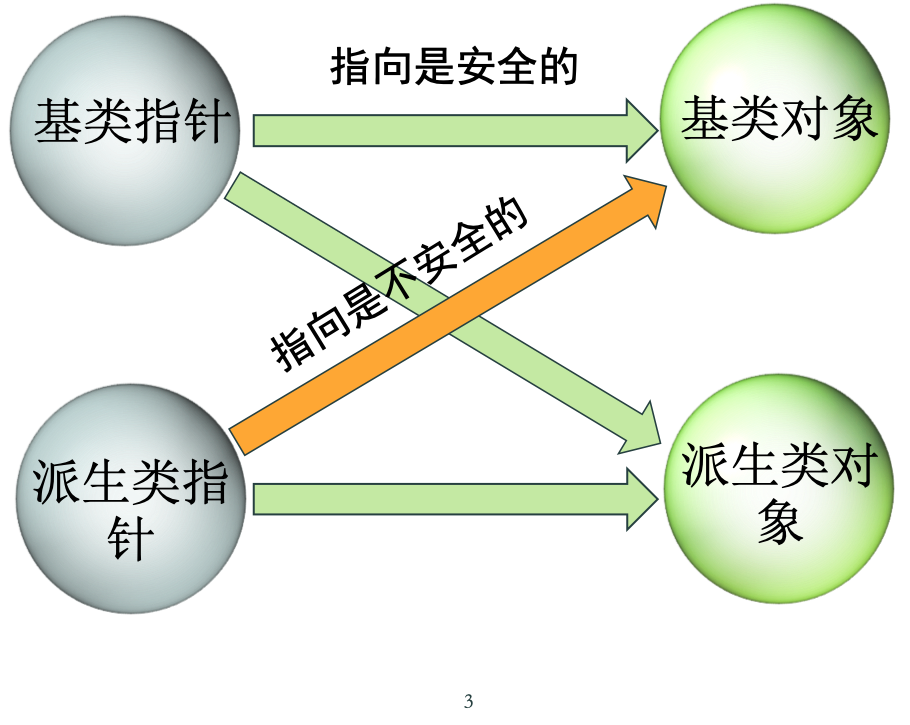 指向是安全的
基类指针
基类对象
指向是不安全的
派生类指
针
派生类对
象
3